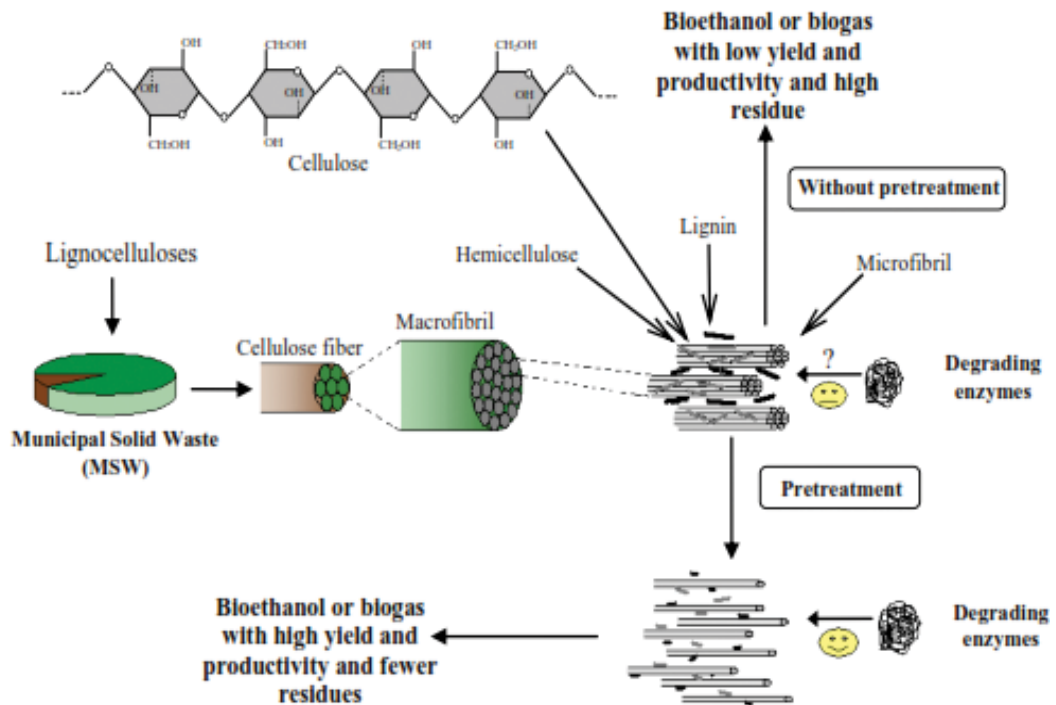 Bioethanol or biogas
with low yield and
productivity and high
residue
OH
CH₂OH
OH
CH₂OH
O
OH
O
OH
O
OH
O
OH
O
O
O
O
O
CH₂OH
OH
CH₂OH
OH
Cellulose
Without pretreatment
Lignin
Lignocelluloses
Hemicellulose
Microfibril
Macrofibril
Cellulose fiber
?
Degrading
enzymes
Municipal Solid Waste
(MSW)
Pretreatment
Bioethanol or biogas
with high yield and
productivity and fewer
residues
Degrading
enzymes